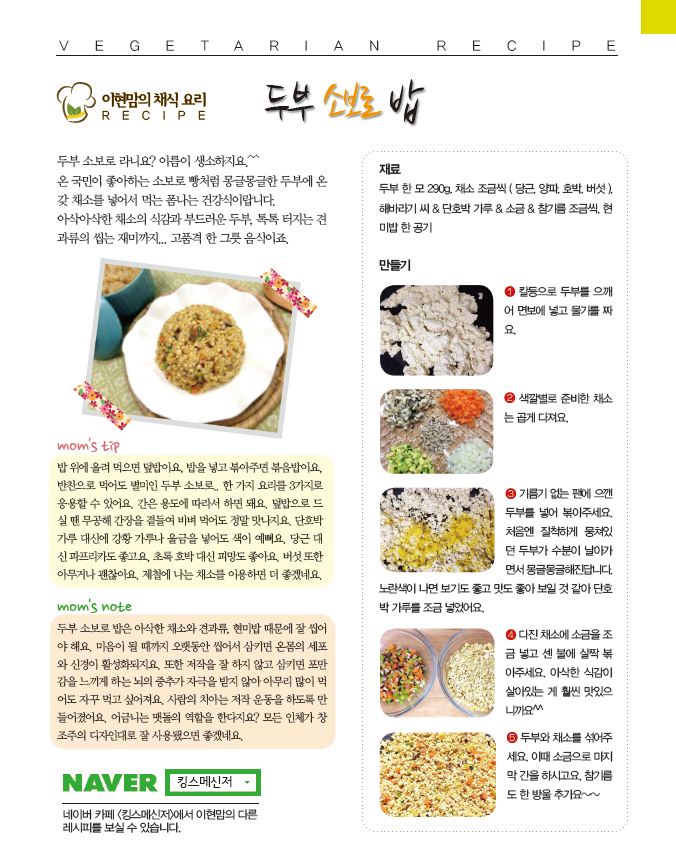 VEGETARIAN RECIPE
이현맘의 채식 요리
RECIPE
두부 소보로 밥
두부 소보로 라니요? 이름이 생소하지요.^^
온 국민이 좋아하는 소보로 빵처럼 몽글몽글한 두부에 온
갖 채소를 넣어서 먹는 폼나는 건강식이랍니다.
아삭아삭한 채소의 식감과 부드러운 두부, 톡톡 터지는 견
과류의 씹는 재미까지... 고품격 한 그릇 음식이죠.
mom's tip
밥 위에 올려 먹으면 덮밥이요, 밥을 넣고 볶아주면 볶음밥이요,
반찬으로 먹어도 별미인 두부 소보로.. 한 가지 요리를 3가지로
응용할 수 있어요. 간은 용도에 따라서 하면 돼요. 덮밥으로 드
실 땐 무공해 간장을 곁들여 비벼 먹어도 정말 맛나지요. 단호박
가루 대신에 강황 가루나 울금을 넣어도 색이 예뻐요. 당근 대
신 파프리카도 좋고요. 초록 호박 대신 피망도 좋아요. 버섯 또한
아무거나 괜찮아요. 제철에 나는 채소를 이용하면 더 좋겠네요.
mom's note
두부 소보로 밥은 아삭한 채소와 견과류, 현미밥 때문에 잘 씹어
야 해요. 미음이 될 때까지 오랫동안 씹어서 삼키면 온몸의 세포
와 신경이 활성화되지요. 또한 저작을 잘 하지 않고 삼키면 포만
감을 느끼게 하는 뇌의 중추가 자극을 받지 않아 아무리 많이 먹
어도 자꾸 먹고 싶어져요. 사람의 치아는 저작 운동을 하도록 만
들어졌어요. 어금니는 맷돌의 역할을 한다지요? 모든 인체가 창
조주의 디자인대로 잘 사용됐으면 좋겠네요.
NAVER 킹스메신저
네이버 카페 <킹스메신저>에서 이현맘의 다른
레시피를 보실 수 있습니다.
재료
두부 한 모 290g, 채소 조금씩 ( 당근, 양파, 호박, 버섯 ),
해바라기 씨 & 단호박 가루 & 소금 & 참기름 조금씩, 현
미밥 한 공기
만들기
1 칼등으로 두부를 으깨
어 면보에 넣고 물기를 짜
요.
2 색깔별로 준비한 채소
는 곱게 다져요.
3 기름기 없는 팬에 으깬
두부를 넣어 볶아주세요.
처음엔 질척하게 뭉쳐있
던 두부가 수분이 날아가
면서 몽글몽글해진답니다.
노란색이 나면 보기도 좋고 맛도 좋아 보일 것 같아 단호
박 가루를 조금 넣었어요.
4 다진 채소에 소금을 조
금 넣고 센 불에 살짝 볶
아주세요. 아삭한 식감이
살아있는 게 훨씬 맛있으
니까요^^
5 두부와 채소를 섞어주
세요. 이때 소금으로 마지
막 간을 하시고요. 참기름
도 한 방울 추가요~~